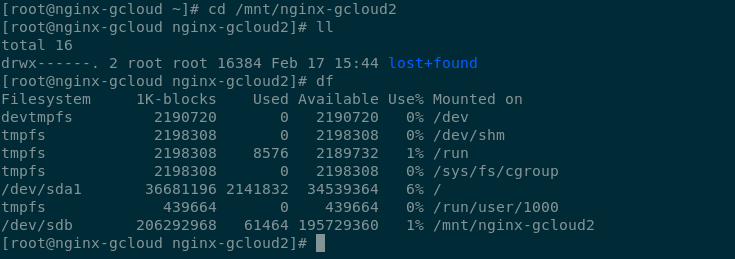 [root@nginx-gcloud ~]# cd /mnt/nginx-gcloud2
[root@nginx-gcloud nginx-gcloud2]# ll
total 16
drwx------. 2 root root 16384 Feb 17 15:44 lost+found
[root@nginx-gcloud nginx-gcloud2]# df
Filesystem     1K-blocks    Used Available Use% Mounted on
devtmpfs         2190720       0   2190720   0% /dev
tmpfs            2198308       0   2198308   0% /dev/shm
tmpfs            2198308    8576   2189732   1% /run
tmpfs            2198308       0   2198308   0% /sys/fs/cgroup
/dev/sda1       36681196 2141832  34539364   6% /
tmpfs             439664       0    439664   0% /run/user/1000
/dev/sdb       206292968   61464 195729360   1% /mnt/nginx-gcloud2
[root@nginx-gcloud nginx-gcloud2]#